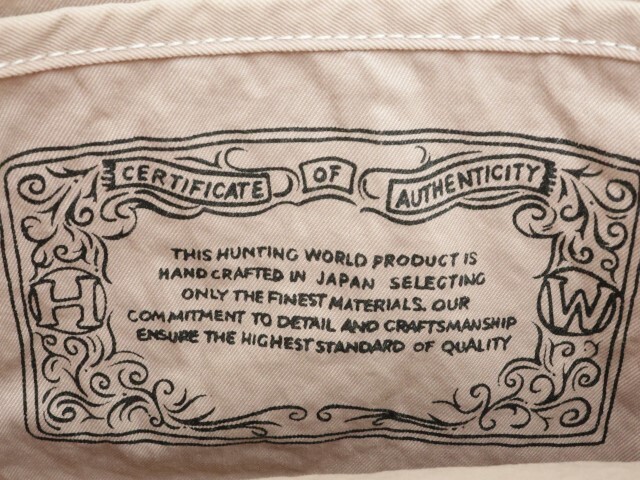 CERTIFICATE OF AUTHENTICITY
THIS HUNTING WORLD PRODUCT IS
HAND CRAFTED IN JAPAN SELECTING
ONLY THE FINEST MATERIALS. OUR
COMMITMENT TO DETAIL AND CRAFTSMANSHIP
ENSURE THE HIGHEST STANDARD OF QUALITY
H
W